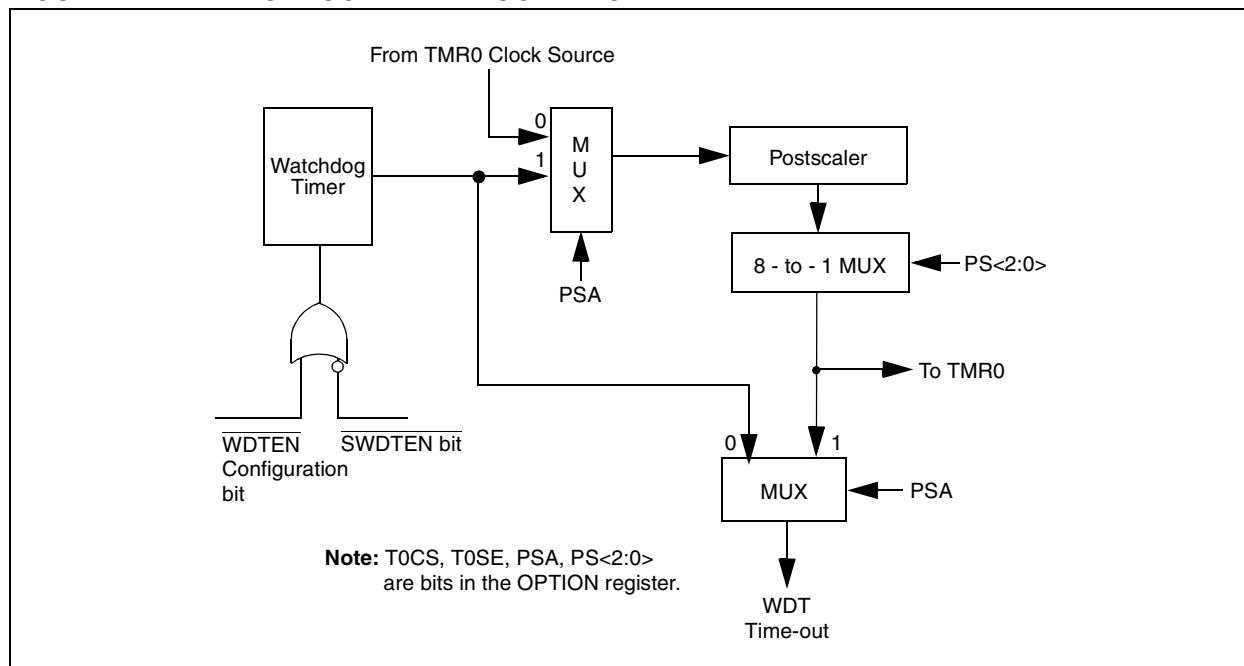 From TMR0 Clock Source
0
1
M
U
X
Watchdog
Timer
Postscaler
8 - to - 1 MUX
PS<2:0>
PSA
To TMR0
WDTEN
Configuration
bit
SWDTEN bit
0
1
MUX
PSA
Note: T0CS, T0SE, PSA, PS<2:0>
are bits in the OPTION register.
WDT
Time-out